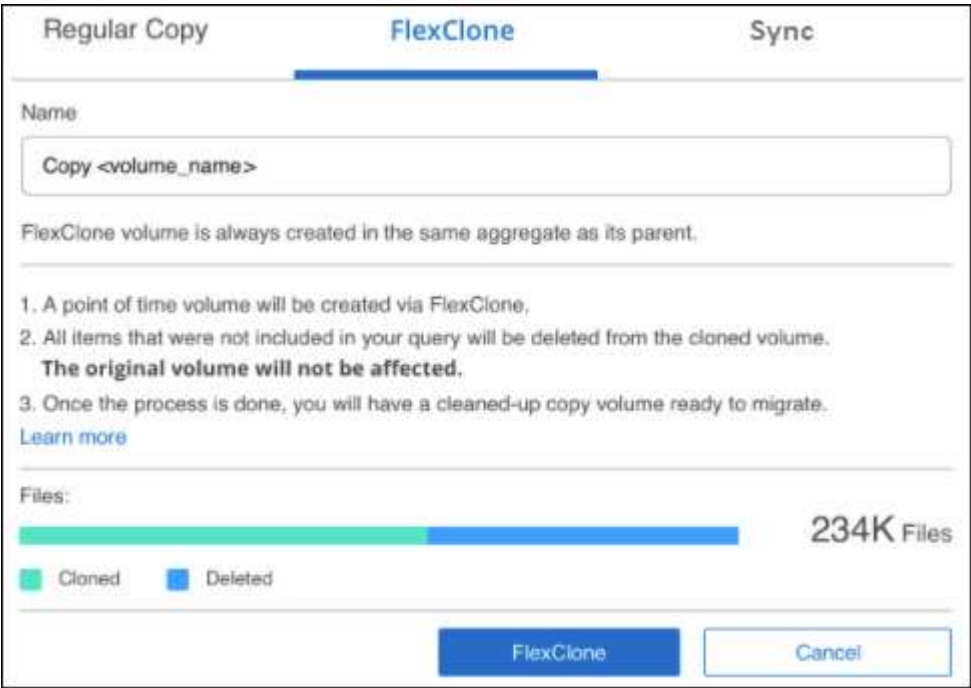 Regular Copy FlexClone Sync
Name
Copy <volume_name>
FlexClone volume is always created in the same aggregate as its parent.
1. A point of time volume will be created via FlexClone.
2. All items that were not included in your query will be deleted from the cloned volume.
The original volume will not be affected.
3. Once the process is done, you will have a cleaned-up copy volume ready to migrate.
Learn more
Files:
234K Files
Cloned Deleted
FlexClone Cancel